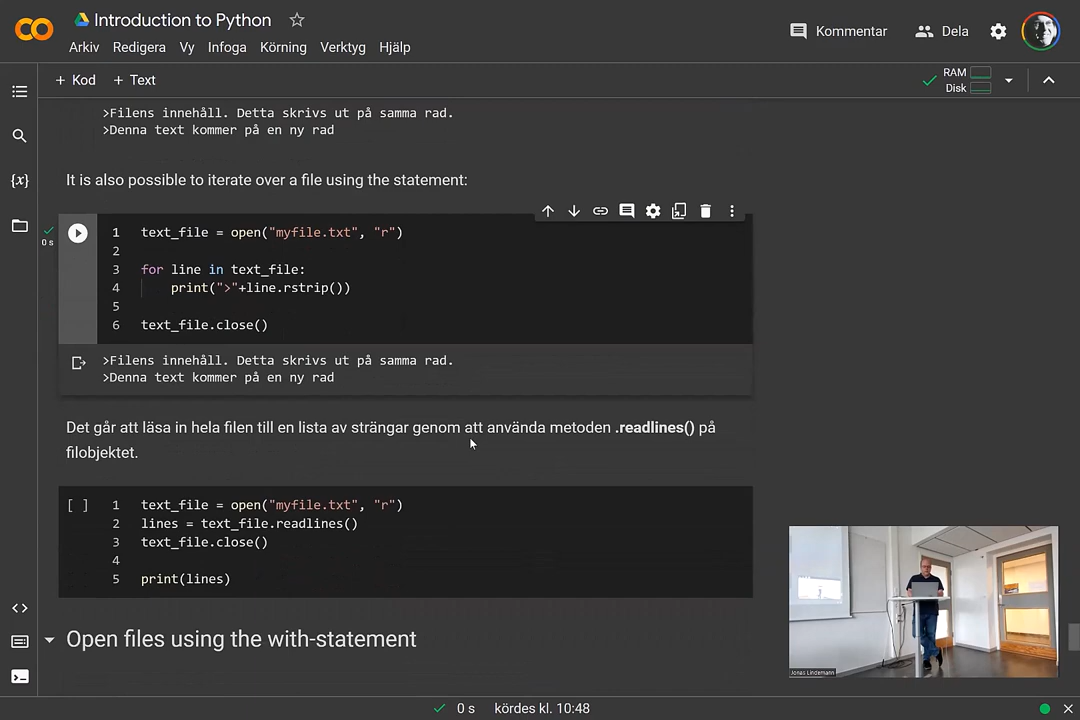 Introduction to Python
Arkiv Redigera Vy Infoga Körning Verktyg Hjälp
Kommentar
Dela
+ Kod + Text
RAM
Disk
>Filens innehåll. Detta skrivs ut på samma rad.
>Denna text kommer på en ny rad
It is also possible to iterate over a file using the statement:
{x}
0 s
1 text_file = open("myfile.txt", "r")
2
3 for line in text_file:
4 print(">"+line.rstrip())
5
6 text_file.close()
>Filens innehåll. Detta skrivs ut på samma rad.
>Denna text kommer på en ny rad
Det går att läsa in hela filen till en lista av strängar genom att använda metoden .readlines() på
filobjektet.
[ ] 1 text_file = open("myfile.txt", "r")
2 lines = text_file.readlines()
3 text_file.close()
4
5 print(lines)
Open files using the with-statement
Jonas Lindemann
0 s kördes kl. 10:48